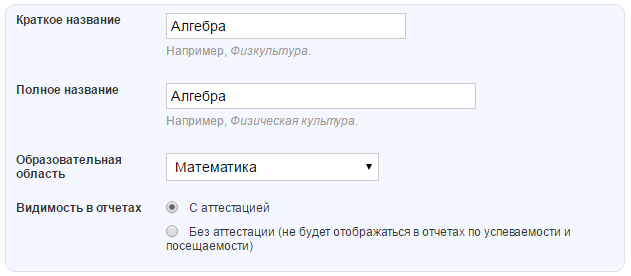 Краткое название
Алгебра
Например, Физкультура.
Полное название
Алгебра
Например, Физическая культура.
Образовательная
область
Математика
Видимость в отчетах
С аттестацией
Без аттестации (не будет отображаться в отчетах по успеваемости и
посещаемости)